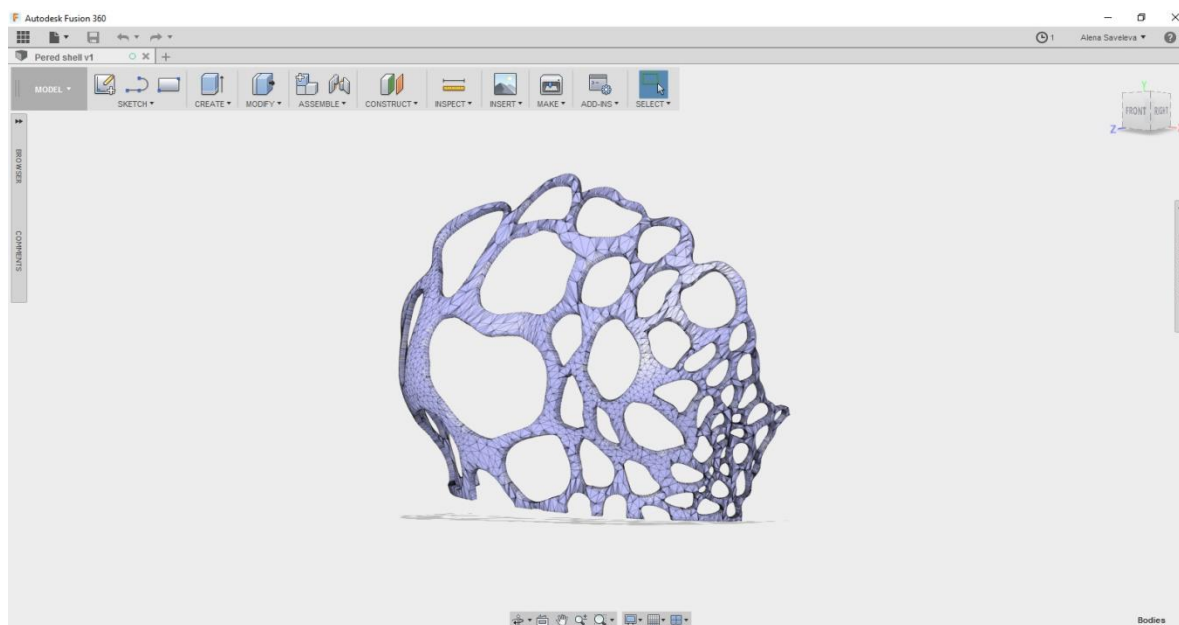 Autodesk Fusion 360
1 Alena Saveleva
Pered shell v1
MODEL SKETCH CREATE MODIFY ASSEMBLE CONSTRUCT INSPECT INSERT MAKE ADD-INS SELECT
BROWSER
COMMENTS
Y
FRONT RIGHT
Z
Bodies